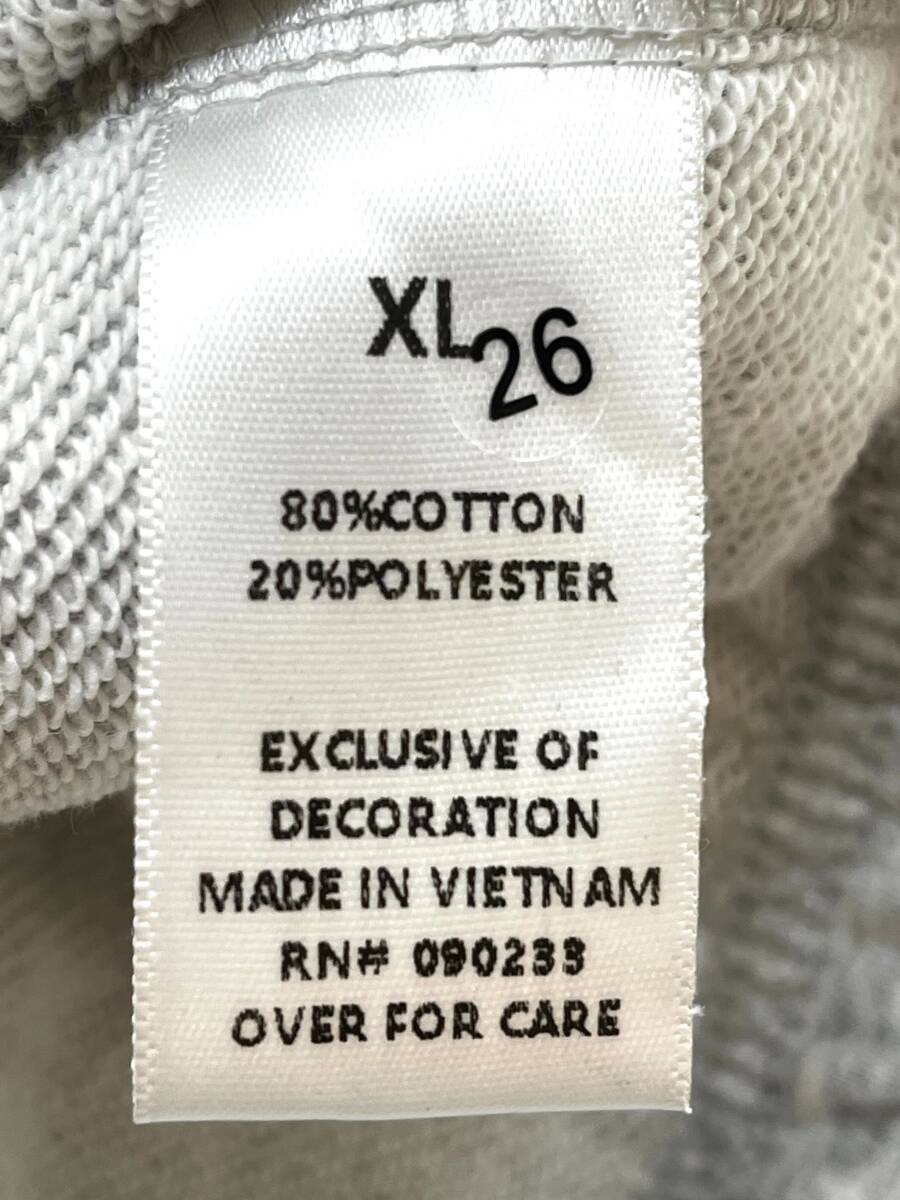 XL
26
80%COTTON
20%POLYESTER
EXCLUSIVE OF
DECORATION
MADE IN VIETNAM
RN# 090233
OVER FOR CARE